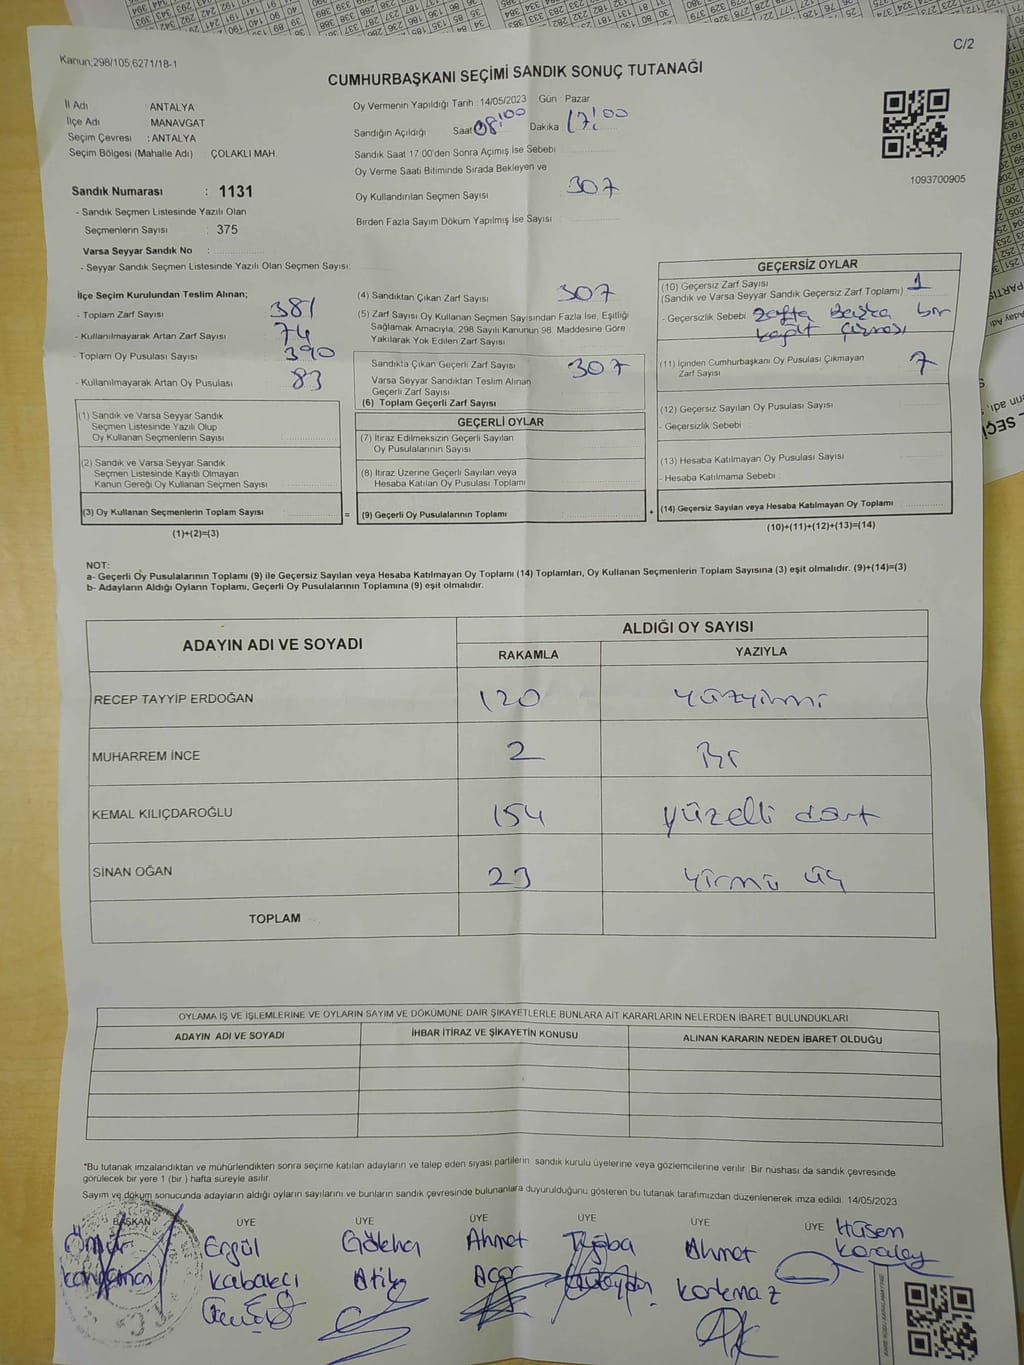 Kanun;298/105;6271/18-1
C/2
CUMHURBAŞKANI SEÇİMİ SANDIK SONUÇ TUTANAĞI
İl Adı ANTALYA
İlçe Adı MANAVGAT
Seçim Çevresi : ANTALYA
Seçim Bölgesi (Mahalle Adı) ÇOLAKLI MAH.
Oy Vermenin Yapıldığı Tarih 14/05/2023 Gün Pazar
Sandığın Açıldığı Saat 08:00 Dakika 17:00
Sandık Saat 17.00'den Sonra Açımış İse Sebebi
Oy Verme Saati Bitiminde Sırada Bekleyen ve
Oy Kullandırılan Seçmen Sayısı 307
Birden Fazla Sayım Döküm Yapılmış İse Sayısı
1093700905
Sandık Numarası : 1131
- Sandık Seçmen Listesinde Yazılı Olan
Seçmenlerin Sayısı : 375
Varsa Seyyar Sandık No :
- Seyyar Sandık Seçmen Listesinde Yazılı Olan Seçmen Sayısı:
İlçe Seçim Kurulundan Teslim Alınan;
- Toplam Zarf Sayısı 381
- Kullanılmayarak Artan Zarf Sayısı 74
- Toplam Oy Pusulası Sayısı 390
- Kullanılmayarak Artan Oy Pusulası 83
(1) Sandık ve Varsa Seyyar Sandık
Seçmen Listesinde Yazılı Olup
Oy Kullanan Seçmenlerin Sayısı
(2) Sandık ve Varsa Seyyar Sandık
Seçmen Listesinde Kayıtlı Olmayan
Kanun Gereği Oy Kullanan Seçmen Sayısı
(3) Oy Kullanan Seçmenlerin Toplam Sayısı
(1)+(2)=(3)
=
(4) Sandıktan Çıkan Zarf Sayısı 307
(5) Zarf Sayısı Oy Kullanan Seçmen Sayısından Fazla İse, Eşitliği
Sağlamak Amacıyla, 298 Sayılı Kanunun 98. Maddesine Göre
Yakılarak Yok Edilen Zarf Sayısı
Sandıkta Çıkan Geçerli Zarf Sayısı 307
Varsa Seyyar Sandıktan Teslim Alınan
Geçerli Zarf Sayısı
(6) Toplam Geçerli Zarf Sayısı
GEÇERLİ OYLAR
(7) İtiraz Edilmeksizin Geçerli Sayılan
Oy Pusulalarının Sayısı
(8) İtiraz Üzerine Geçerli Sayılan veya
Hesaba Katılan Oy Pusulası Toplamı
(9) Geçerli Oy Pusulalarının Toplamı
+
GEÇERSİZ OYLAR
(10) Geçersiz Zarf Sayısı
(Sandık ve Varsa Seyyar Sandık Geçersiz Zarf Toplamı) 1
- Geçersizlik Sebebi zafta Başka bir
kağıt çıkması
(11) İçinden Cumhurbaşkanı Oy Pusulası Çıkmayan
Zarf Sayısı 7
(12) Geçersiz Sayılan Oy Pusulası Sayısı
- Geçersizlik Sebebi
(13) Hesaba Katılmayan Oy Pusulası Sayısı
- Hesaba Katılmama Sebebi
(14) Geçersiz Sayılan veya Hesaba Katılmayan Oy Toplamı
(10)+(11)+(12)+(13)=(14)
NOT:
a- Geçerli Oy Pusulalarının Toplamı (9) ile Geçersiz Sayılan veya Hesaba Katılmayan Oy Toplamı (14) Toplamları, Oy Kullanan Seçmenlerin Toplam Sayısına (3) eşit olmalıdır. (9)+(14)=(3)
b- Adayların Aldığı Oyların Toplamı, Geçerli Oy Pusulalarının Toplamına (9) eşit olmalıdır.
ADAYIN ADI VE SOYADI ALDIĞI OY SAYISI
RAKAMLA YAZIYLA
RECEP TAYYİP ERDOĞAN 120 yüzyirmi
MUHARREM İNCE 2 Bir
KEMAL KILIÇDAROĞLU 154 yüzelli dört
SİNAN OĞAN 23 yirmi üç
TOPLAM
OYLAMA İŞ VE İŞLEMLERİNE VE OYLARIN SAYIM VE DÖKÜMÜNE DAİR ŞİKAYETLERLE BUNLARA AİT KARARLARIN NELERDEN İBARET BULUNDUKLARI
ADAYIN ADI VE SOYADI İHBAR İTİRAZ VE ŞİKAYETİN KONUSU ALINAN KARARIN NEDEN İBARET OLDUĞU
*Bu tutanak imzalandıktan ve mühürlendikten sonra seçime katılan adayların ve talep eden siyasi partilerin sandık kurulu üyelerine veya gözlemcilerine verilir. Bir nüshası da sandık çevresinde
görülecek bir yere 1 (bir) hafta süreyle asılır.
Sayım ve döküm sonucunda adayların aldığı oyların sayılarını ve bunların sandık çevresinde bulunanlara duyurulduğunu gösteren bu tutanak tarafımızdan düzenlenerek imza edildi. 14/05/2023
BAŞKAN ÜYE ÜYE ÜYE ÜYE ÜYE ÜYE
Ergül Gökhan Ahmet Tuğba Ahmet Hüsem
Kabakçı Atik Acar Korkmaz Karaley